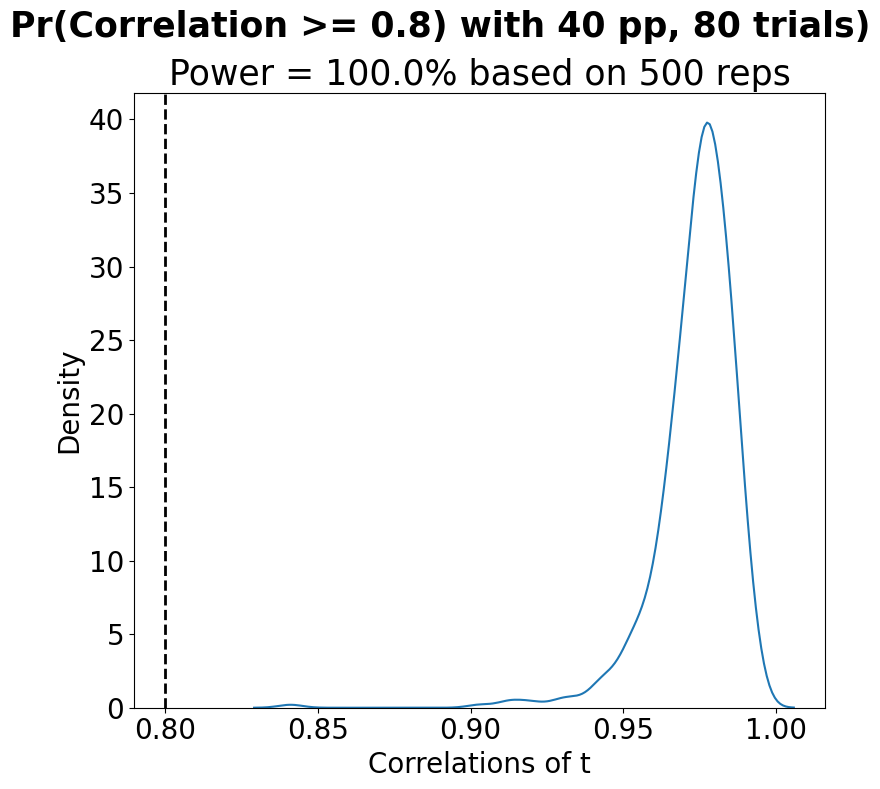 Pr(Correlation >= 0.8) with 40 pp, 80 trials)
Power = 100.0% based on 500 reps
40
35
30
25
20
15
10
5
0
Density
0.80 0.85 0.90 0.95 1.00
Correlations of t